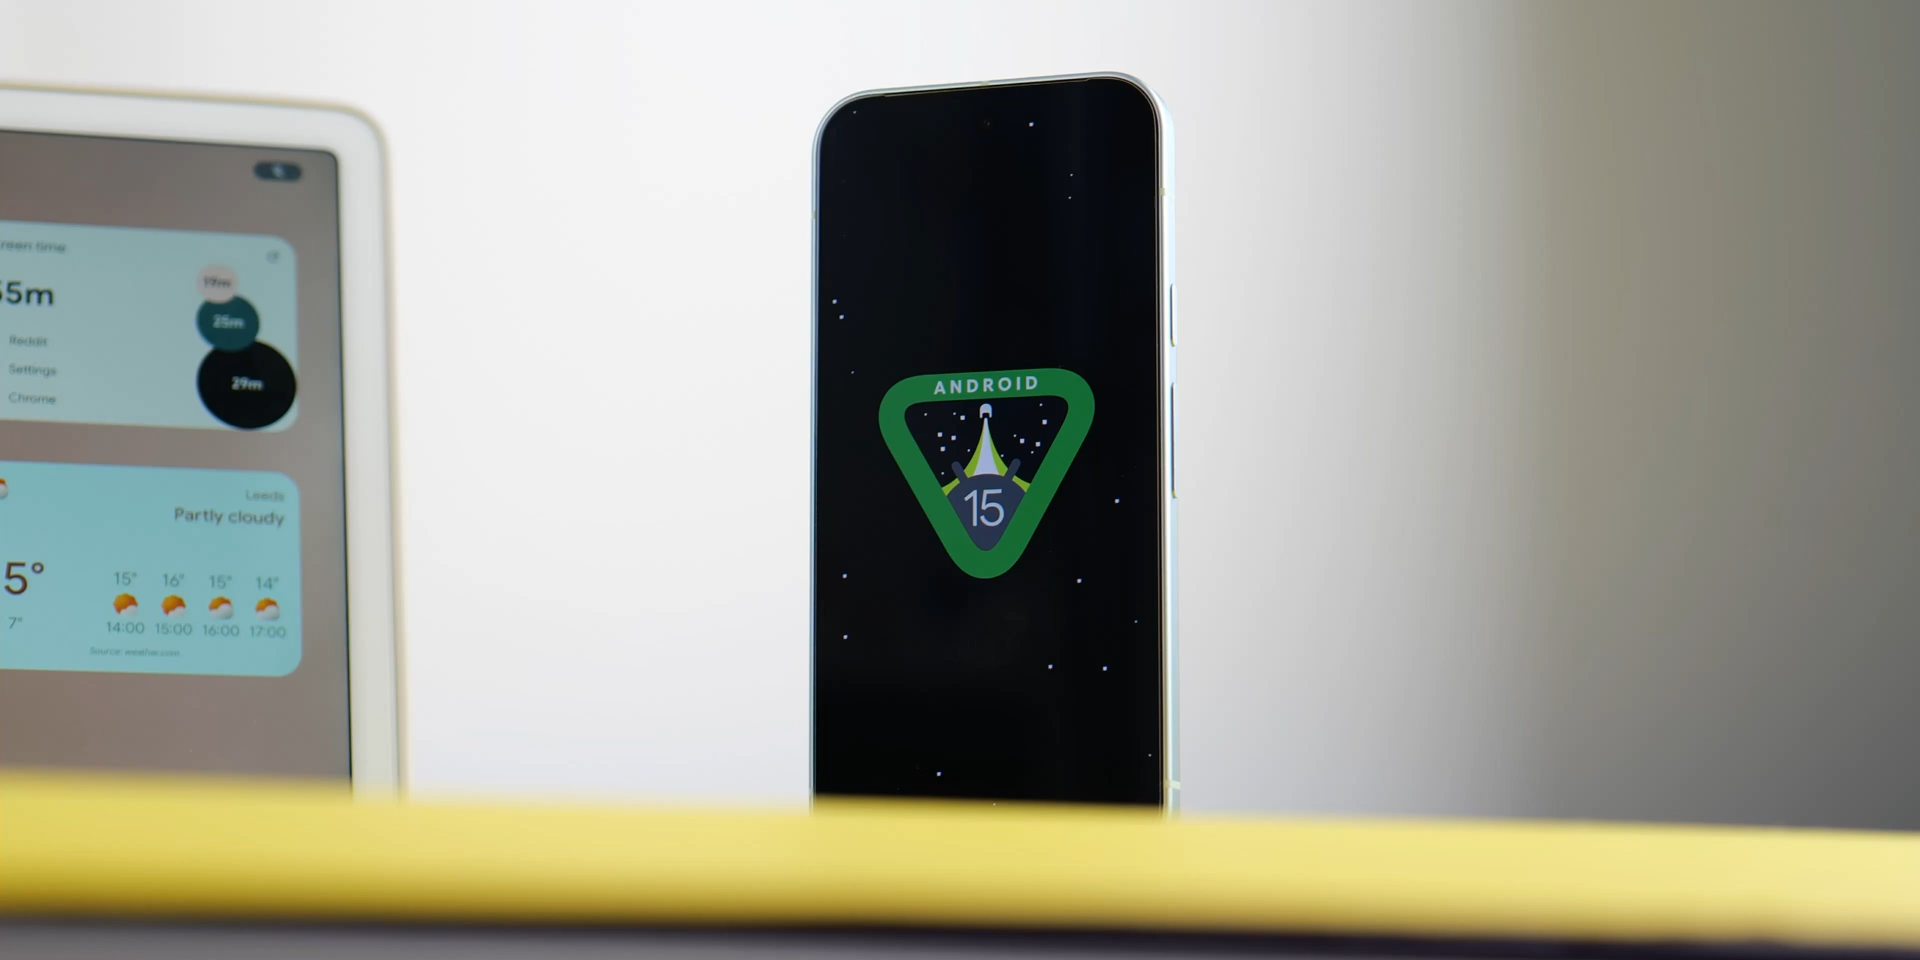 reen time
55m
19m
25m
29m
Reddit
Settings
Chrome
Leeds
Partly cloudy
5°
7°
15° 16° 15° 14°
14:00 15:00 16:00 17:00
Source: weather.com
ANDROID
15